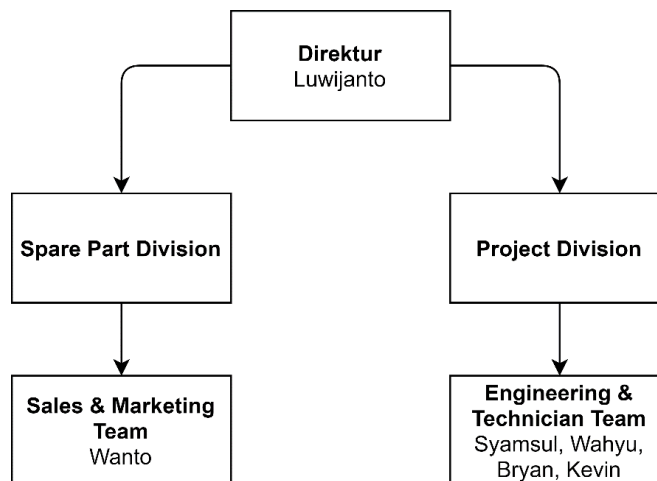 Direktur
Luwijanto
Spare Part Division
Project Division
Sales & Marketing
Team
Wanto
Engineering &
Technician Team
Syamsul, Wahyu,
Bryan, Kevin